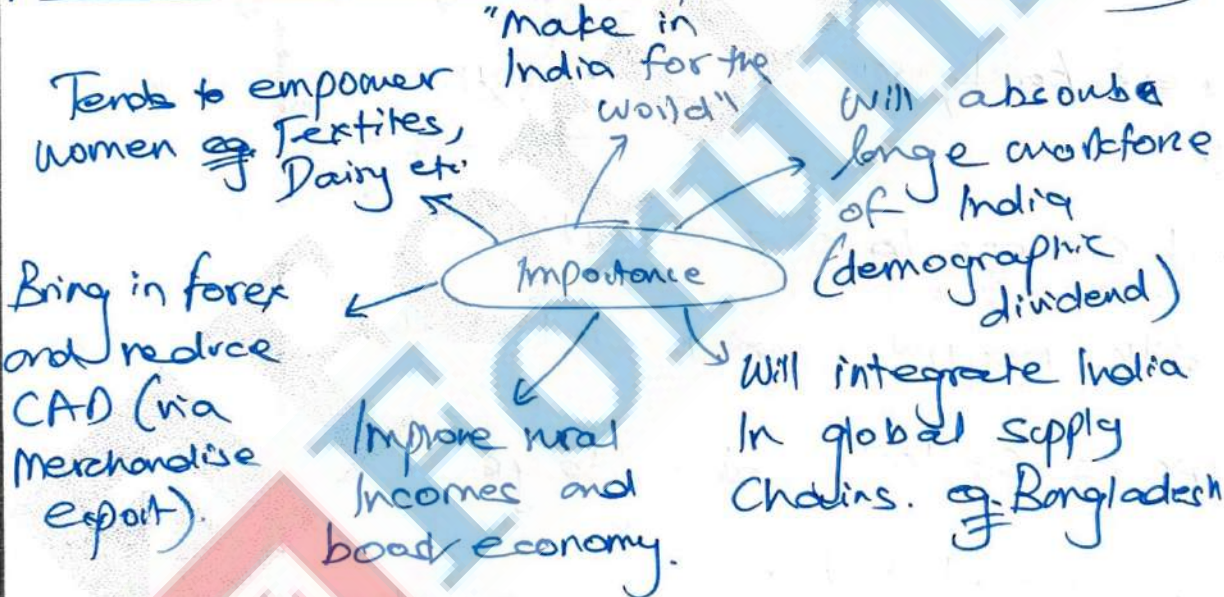 "Make in
India for the
world"
Tends to empower
women eg Textiles,
Dairy etc.
Will absorb
large workforce
of India
(demographic
dividend)
Importance
Bring in forex
and reduce
CAD (via
Merchandise
export).
Improve rural
Incomes and
boad economy.
Will integrate India
In global supply
Chains. eg. Bangladesh
Forum